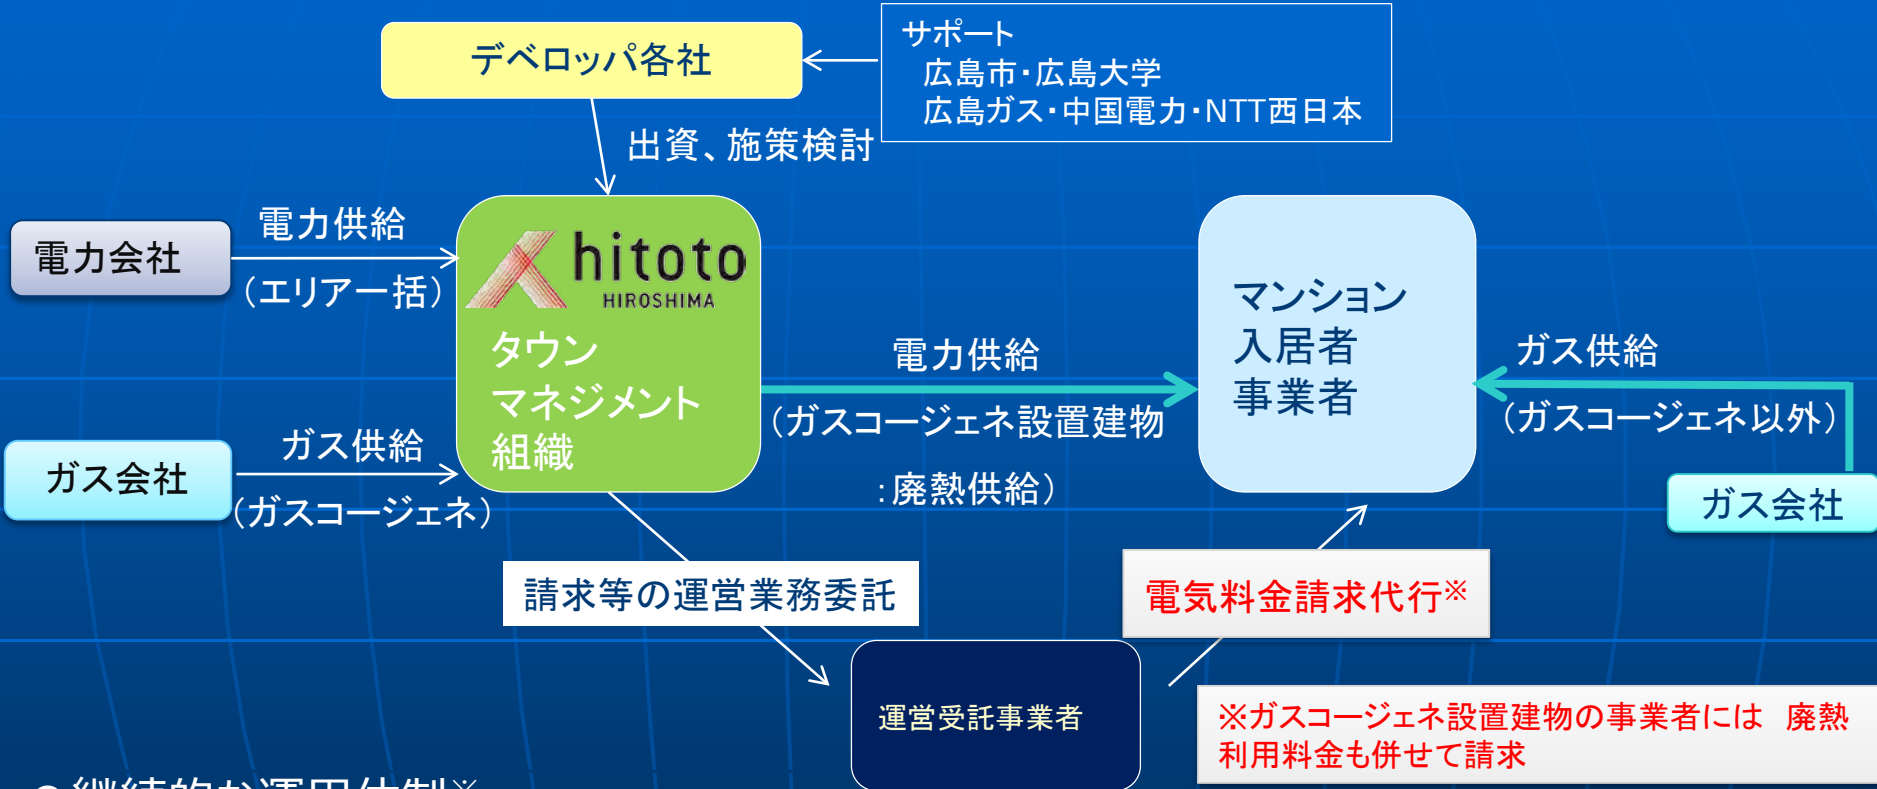 デベロッパ各社
サポート
広島市・広島大学
広島ガス・中国電力・NTT西日本
出資、施策検討
電力会社
電力供給
(エリア一括)
hitoto
HIROSHIMA
タウン
マネジメント
組織
ガス会社
ガス供給
(ガスコージェネ)
電力供給
(ガスコージェネ設置建物
:廃熱供給)
マンション
入居者
事業者
ガス供給
(ガスコージェネ以外)
ガス会社
請求等の運営業務委託
電気料金請求代行※
運営受託事業者
※ガスコージェネ設置建物の事業者には 廃熱
利用料金も併せて請求
●継続的な運用体制※